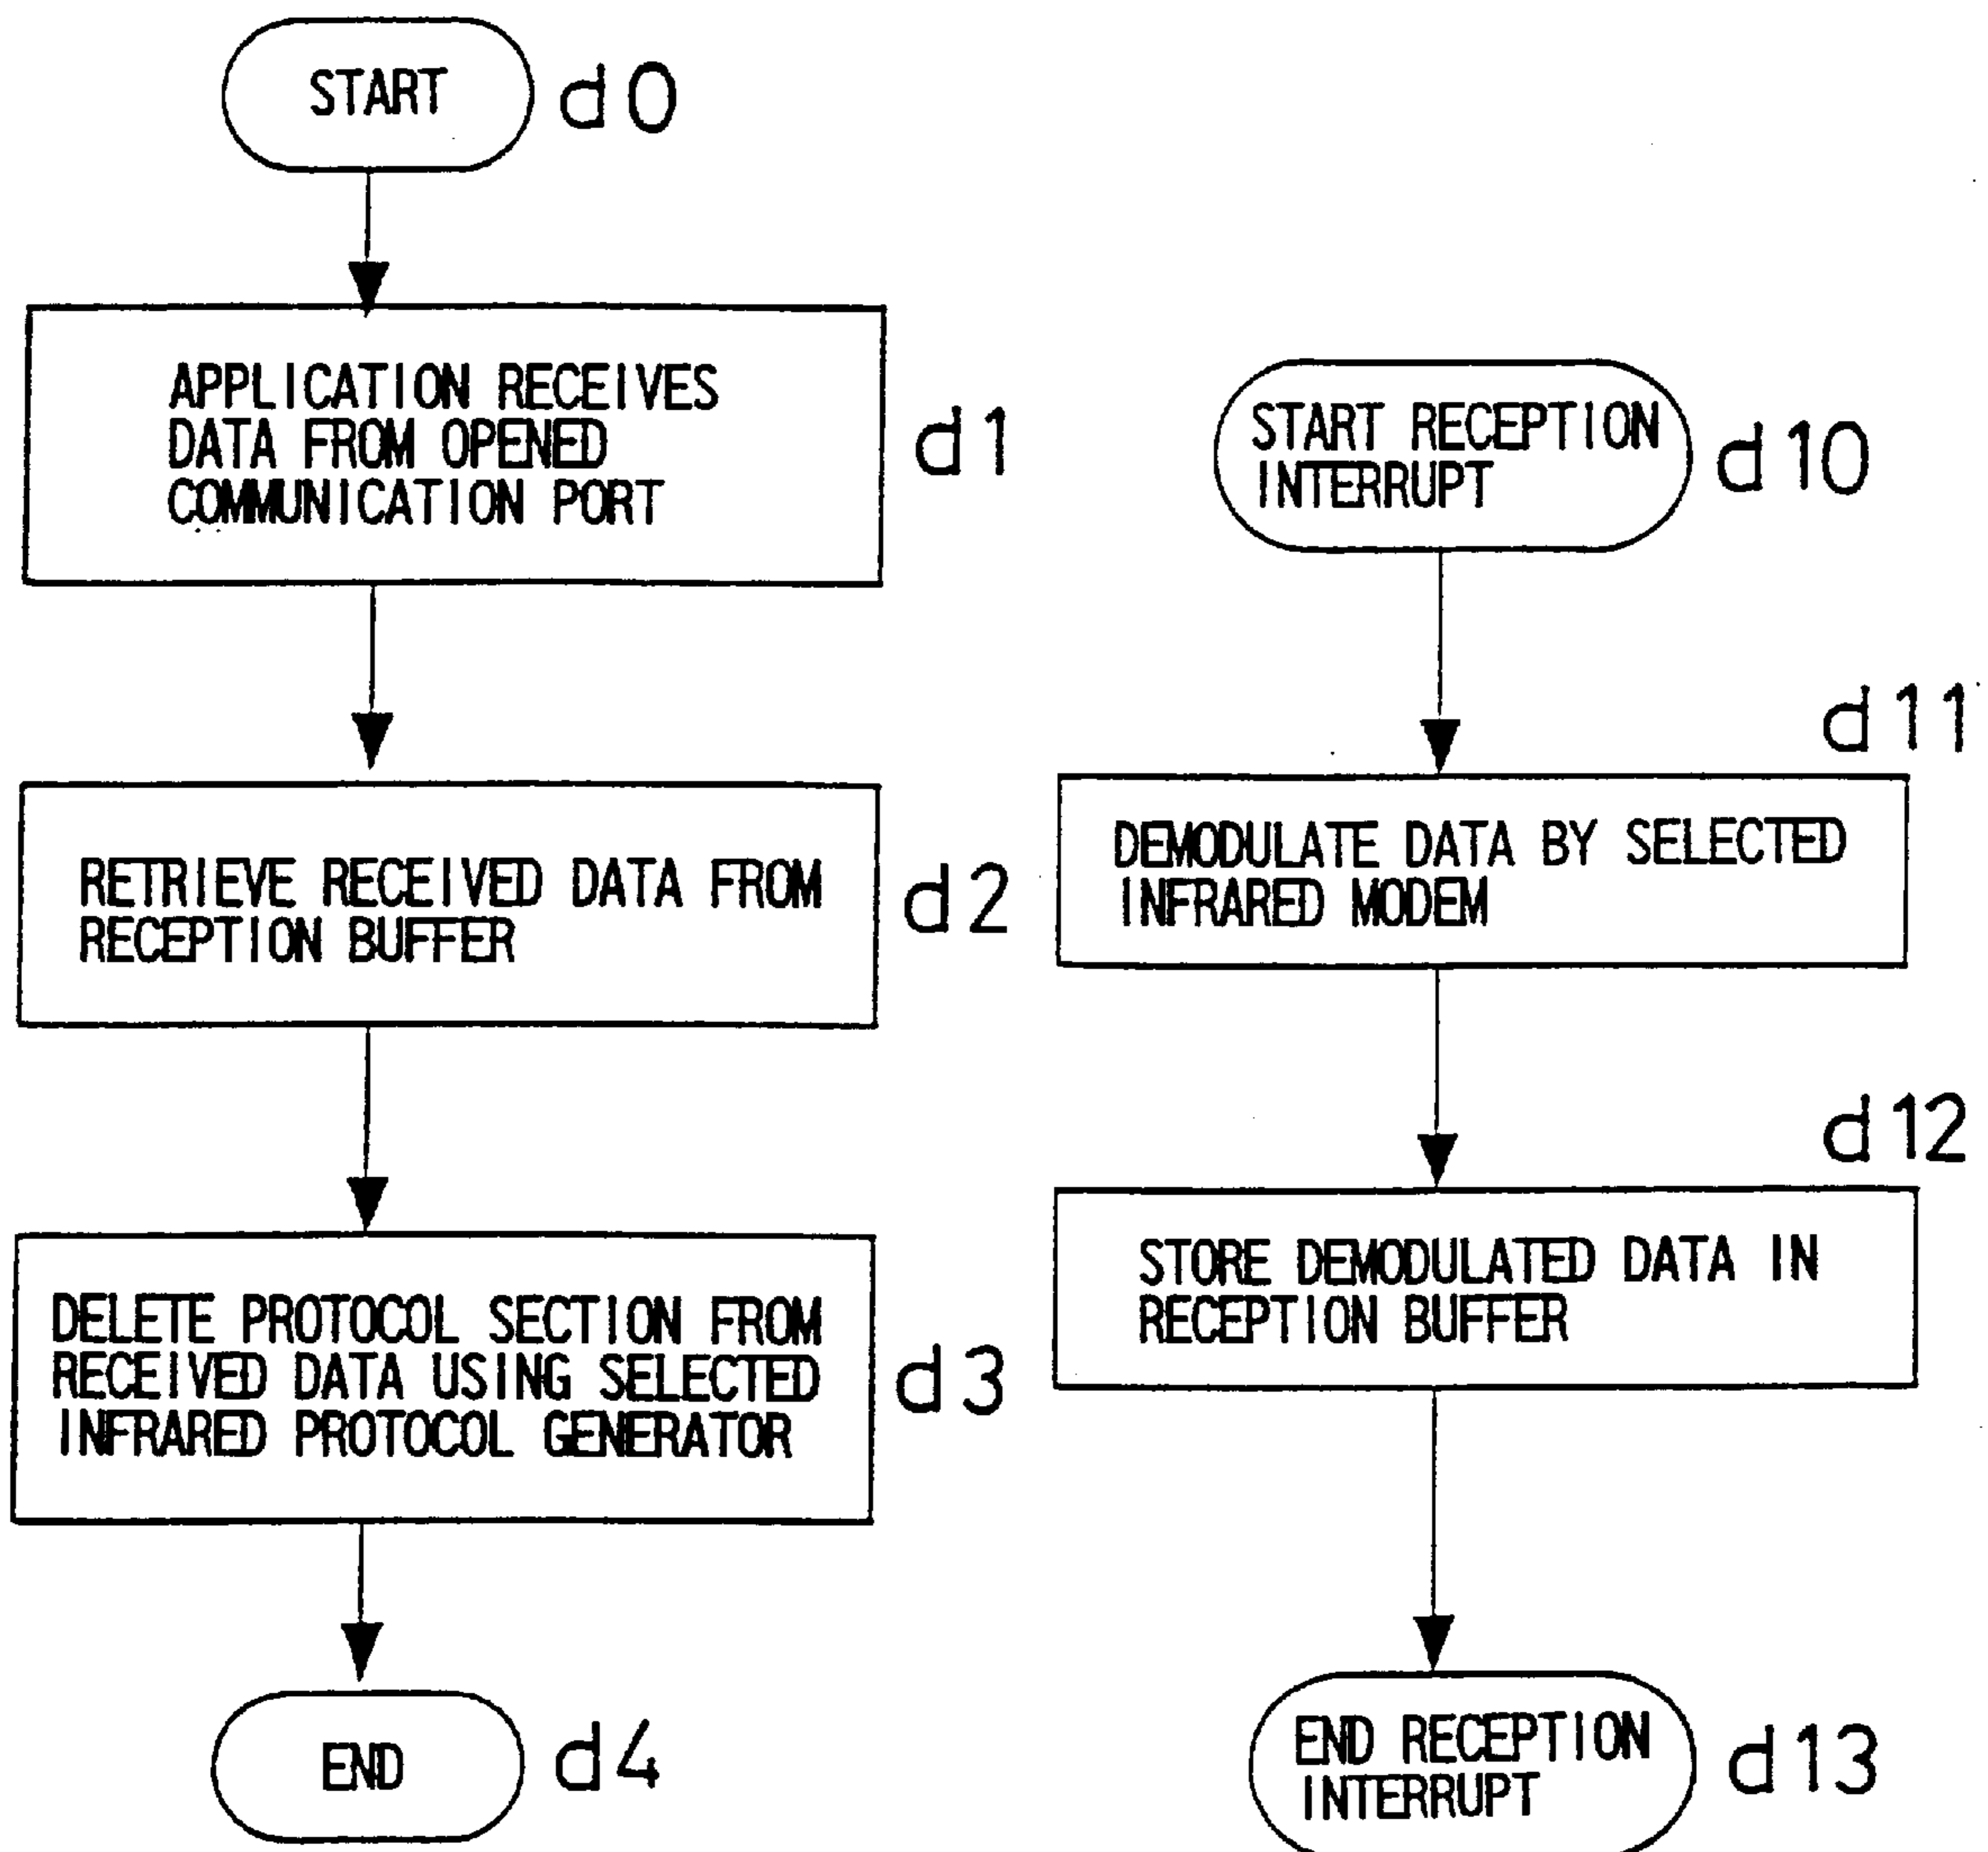 START
d0
APPLICATION RECEIVES
DATA FROM OPENED
COMMUNICATION PORT
d1
RETRIEVE RECEIVED DATA FROM
RECEPTION BUFFER
d2
DELETE PROTOCOL SECTION FROM
RECEIVED DATA USING SELECTED
INFRARED PROTOCOL GENERATOR
d3
END
d4
START RECEPTION
INTERRUPT
d10
d11
DEMODULATE DATA BY SELECTED
INFRARED MODEM
d12
STORE DEMODULATED DATA IN
RECEPTION BUFFER
END RECEPTION
INTERRUPT
d13